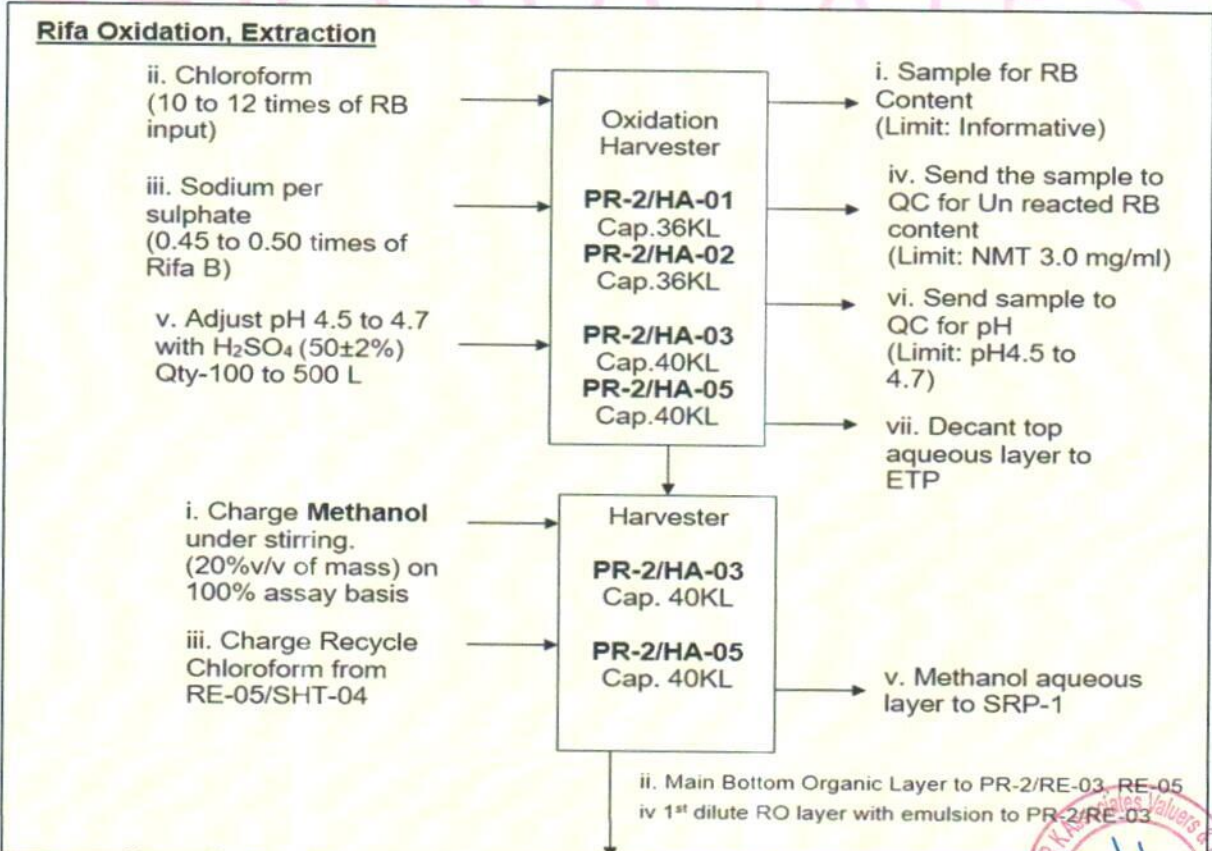 Rifa Oxidation, Extraction
ii. Chloroform
(10 to 12 times of RB
input)
iii. Sodium per
sulphate
(0.45 to 0.50 times of
Rifa B)
v. Adjust pH 4.5 to 4.7
with H₂SO₄ (50±2%)
Qty-100 to 500 L
Oxidation
Harvester
PR-2/HA-01
Cap.36KL
PR-2/HA-02
Cap.36KL
PR-2/HA-03
Cap.40KL
PR-2/HA-05
Cap.40KL
i. Sample for RB
Content
(Limit: Informative)
iv. Send the sample to
QC for Un reacted RB
content
(Limit: NMT 3.0 mg/ml)
vi. Send sample to
QC for pH
(Limit: pH4.5 to
4.7)
vii. Decant top
aqueous layer to
ETP
i. Charge Methanol
under stirring.
(20%v/v of mass) on
100% assay basis
iii. Charge Recycle
Chloroform from
RE-05/SHT-04
Harvester
PR-2/HA-03
Cap. 40KL
PR-2/HA-05
Cap. 40KL
v. Methanol aqueous
layer to SRP-1
ii. Main Bottom Organic Layer to PR-2/RE-03, RE-05
iv 1st dilute RO layer with emulsion to PR-2/RE-03
Associates Valuers &